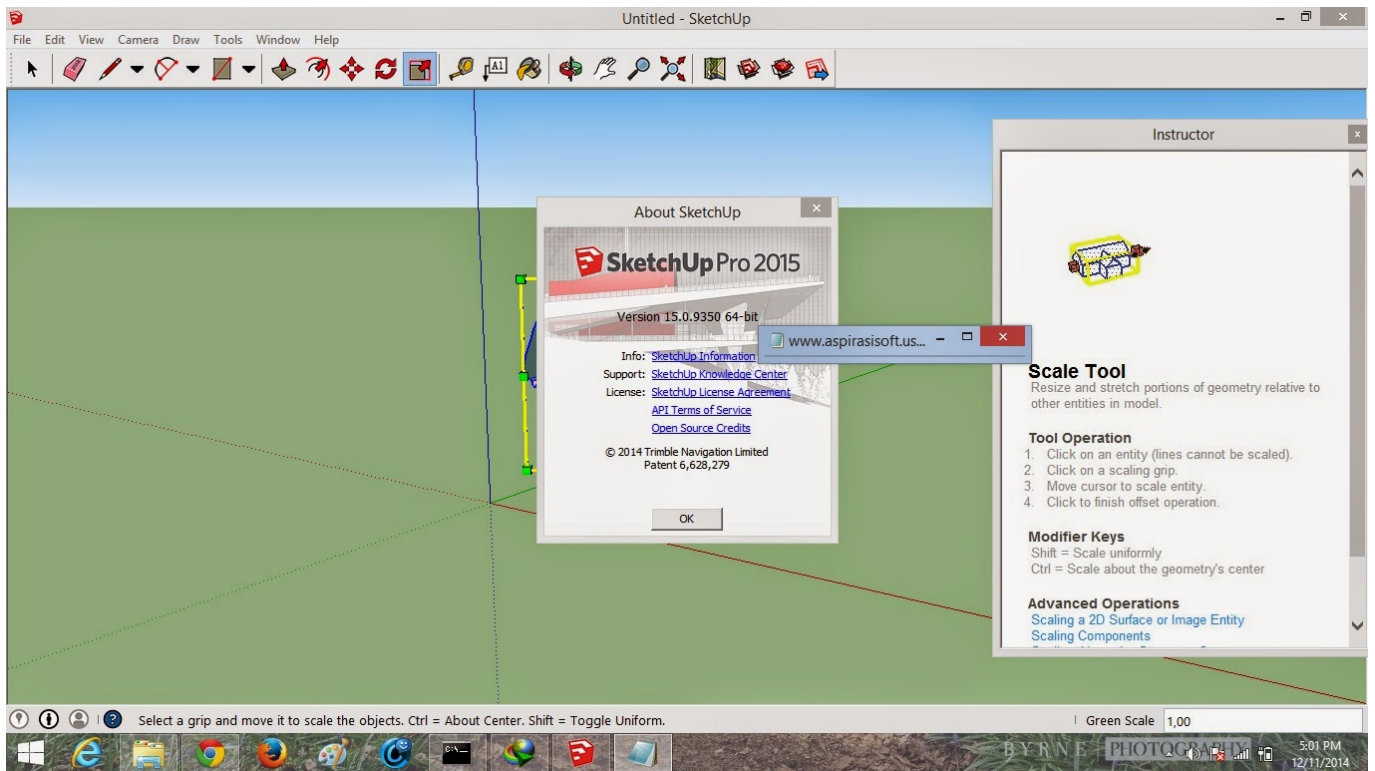 Untitled - SketchUp
File Edit View Camera Draw Tools Window Help
A1
Instructor
About SketchUp
SketchUp Pro 2015
Version 15.0.9350 64-bit
www.aspirasisoft.us...
Info: SketchUp Information
Support: SketchUp Knowledge Center
License: SketchUp License Agreement
API Terms of Service
Open Source Credits
© 2014 Trimble Navigation Limited
Patent 6,628,279
OK
Scale Tool
Resize and stretch portions of geometry relative to
other entities in model.
Tool Operation
1. Click on an entity (lines cannot be scaled).
2. Click on a scaling grip.
3. Move cursor to scale entity.
4. Click to finish offset operation.
Modifier Keys
Shift = Scale uniformly
Ctrl = Scale about the geometry's center
Advanced Operations
Scaling a 2D Surface or Image Entity
Scaling Components
Select a grip and move it to scale the objects. Ctrl = About Center. Shift = Toggle Uniform.
Green Scale 1,00
BYRNE PHOTOGRAPHY
5:01 PM
12/11/2014